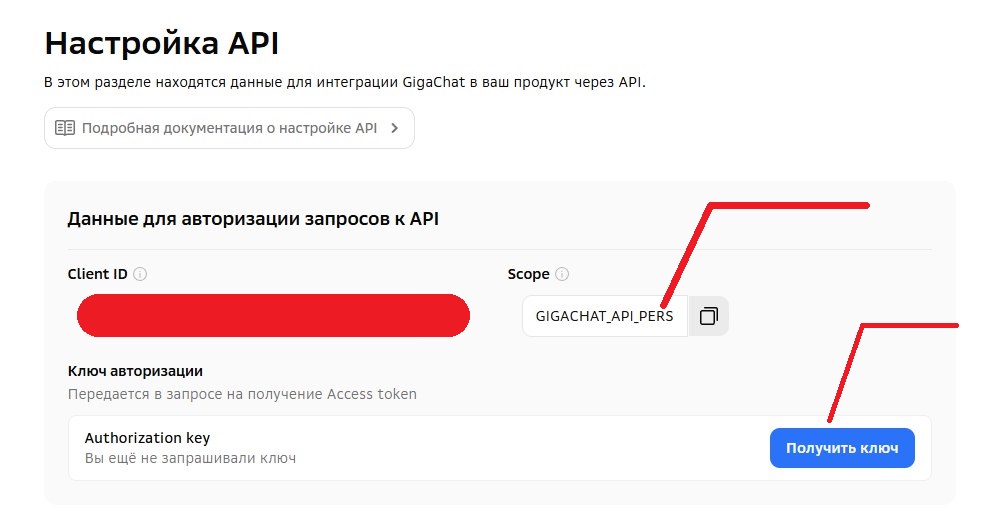 Настройка API
В этом разделе находятся данные для интеграции GigaChat в ваш продукт через API.
Подробная документация о настройке API
Данные для авторизации запросов к API
Client ID
Scope
GIGACHAT_API_PERS
Ключ авторизации
Передается в запросе на получение Access token
Authorization key
Вы ещё не запрашивали ключ
Получить ключ